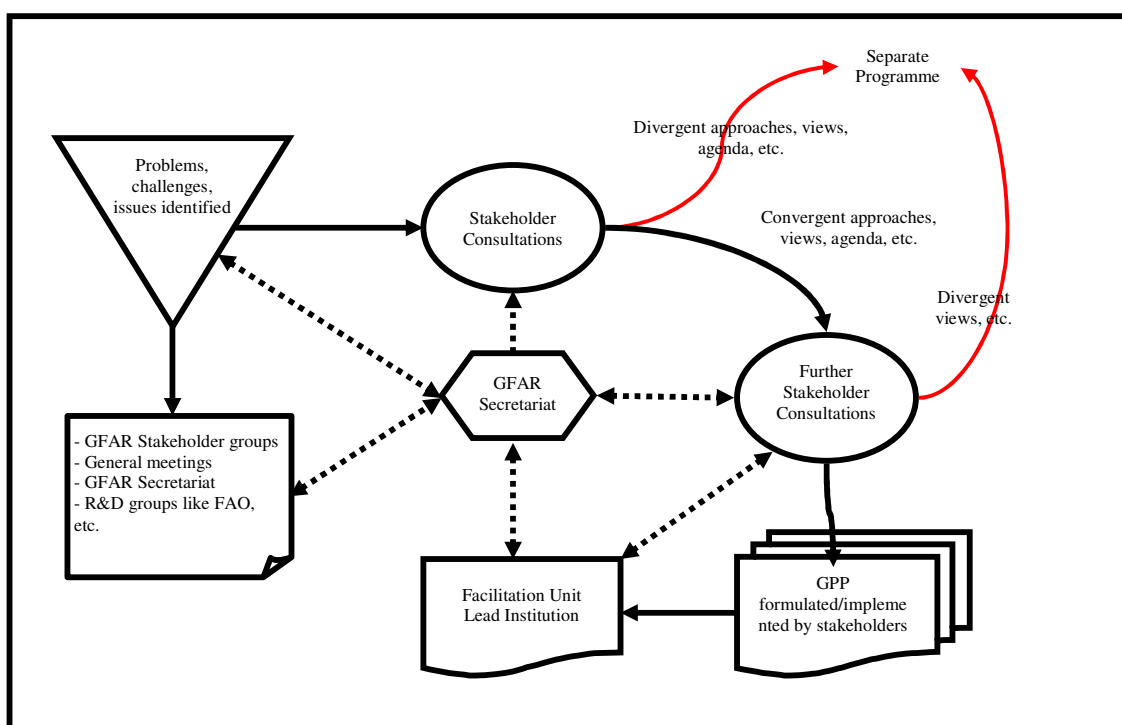 Separate
Programme
Divergent approaches, views,
agenda, etc.
Problems,
challenges,
issues identified
Stakeholder
Consultations
Convergent approaches,
views, agenda, etc.
Divergent
views, etc.
GFAR
Secretariat
Further
Stakeholder
Consultations
- GFAR Stakeholder groups
- General meetings
- GFAR Secretariat
- R&D groups like FAO,
etc.
Facilitation Unit
Lead Institution
GPP
formulated/impleme
nted by stakeholders